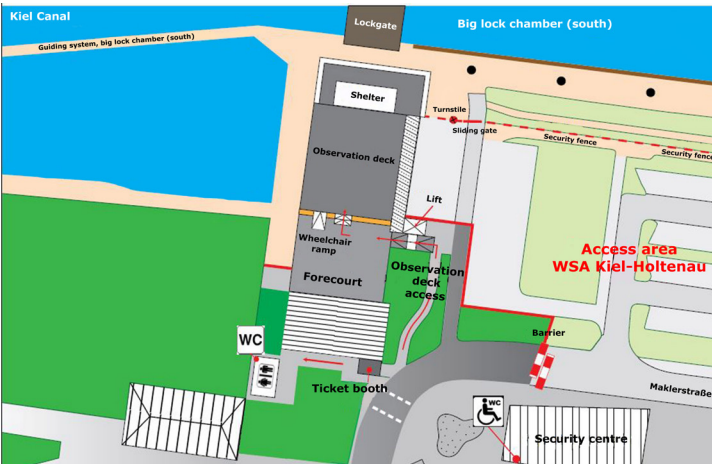 Kiel Canal
Lockgate
Big lock chamber (south)
Guiding system, big lock chamber (south)
Shelter
Turnstile
Sliding gate
Security fence
Security fence
Observation deck
Lift
Wheelchair
ramp
Forecourt
Observation
deck
access
Access area
WSA Kiel-Holtenau
WC
Barrier
Ticket booth
Maklerstraße
WC
Security centre